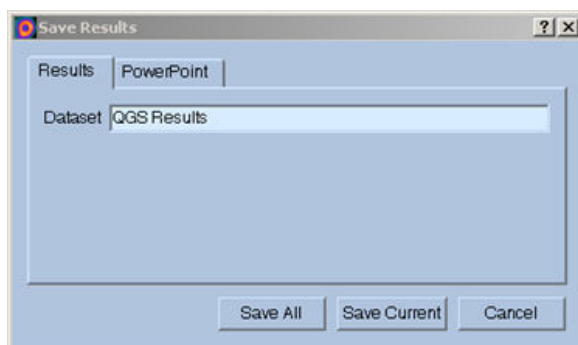 Save Results
Results PowerPoint
Dataset QGS Results
Save All Save Current Cancel